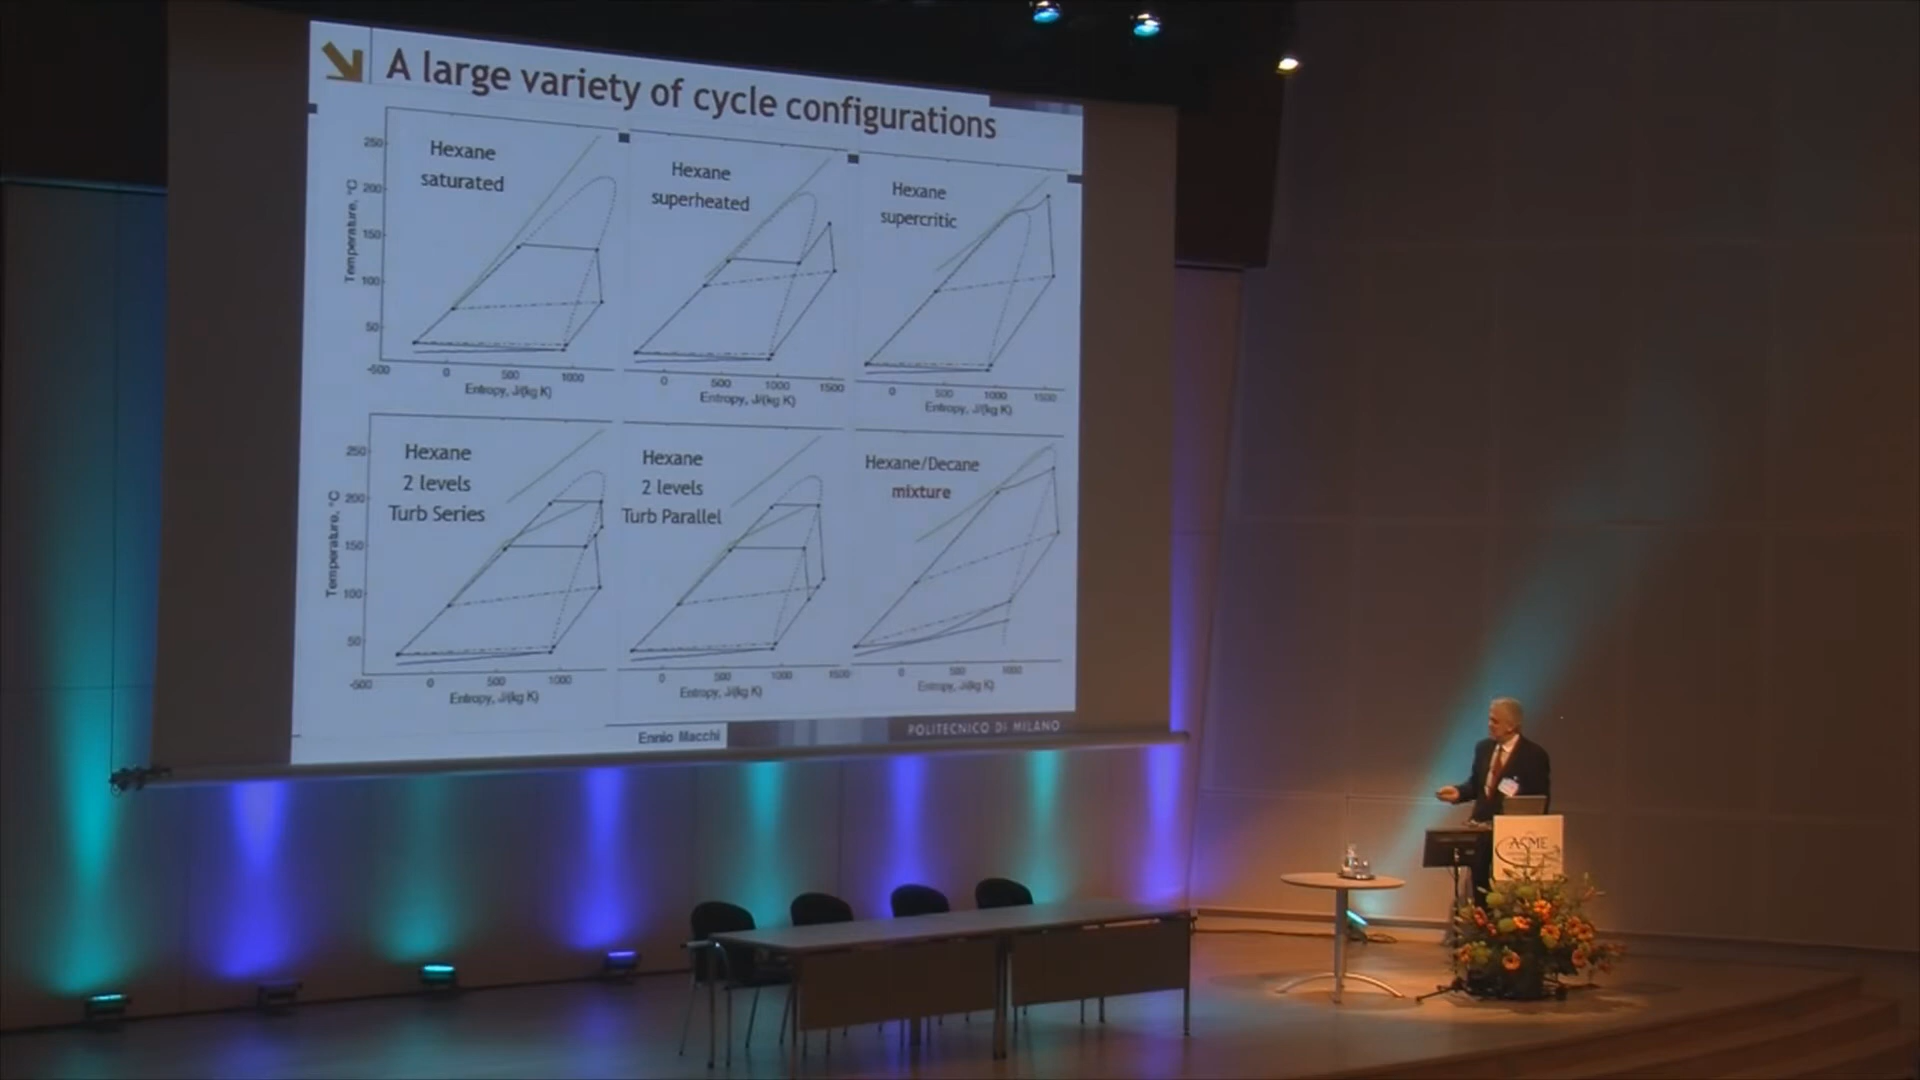 A large variety of cycle configurations
Hexane
saturated
Hexane
superheated
Hexane
supercritic
Temperature, °C
250
200
150
100
50
-500
0
500
1000
Entropy, J/(kg K)
0
500
1000
1500
Entropy, J/(kg K)
0
500
1000
1500
Entropy, J/(kg K)
Hexane
2 levels
Turb Series
Hexane
2 levels
Turb Parallel
Hexane/Decane
mixture
Temperature, °C
250
200
150
100
50
-500
0
500
1000
Entropy, J/(kg K)
0
500
1000
1500
Entropy, J/(kg K)
0
500
1000
Entropy, J/(kg K)
Ennio Macchi
POLITECNICO DI MILANO
ASME